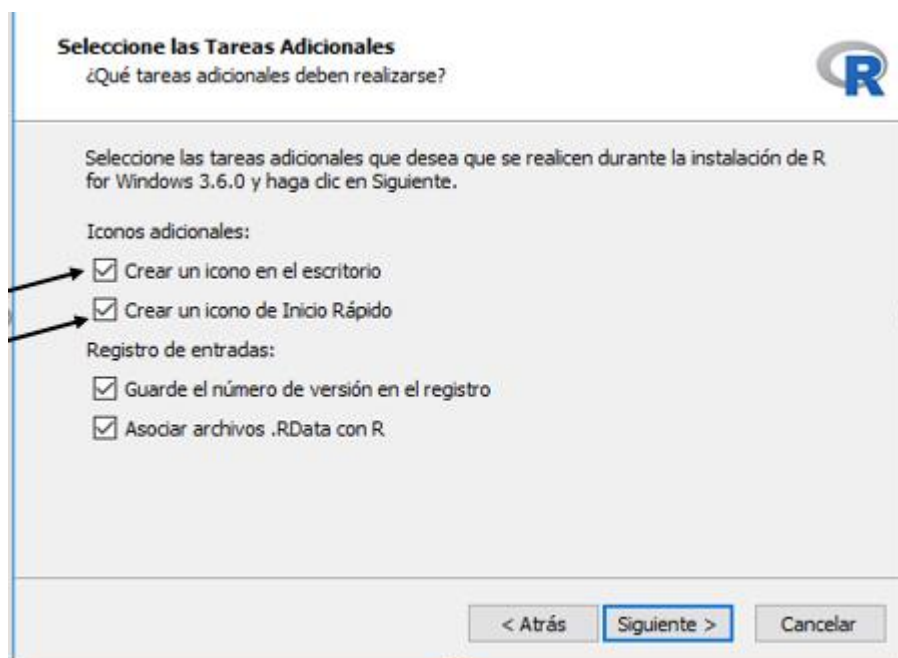 Seleccione las Tareas Adicionales
¿Qué tareas adicionales deben realizarse?
R
Seleccione las tareas adicionales que desea que se realicen durante la instalación de R
for Windows 3.6.0 y haga clic en Siguiente.
Iconos adicionales:
Crear un icono en el escritorio
Crear un icono de Inicio Rápido
Registro de entradas:
Guarde el número de versión en el registro
Asociar archivos .RData con R
< Atrás Siguiente > Cancelar